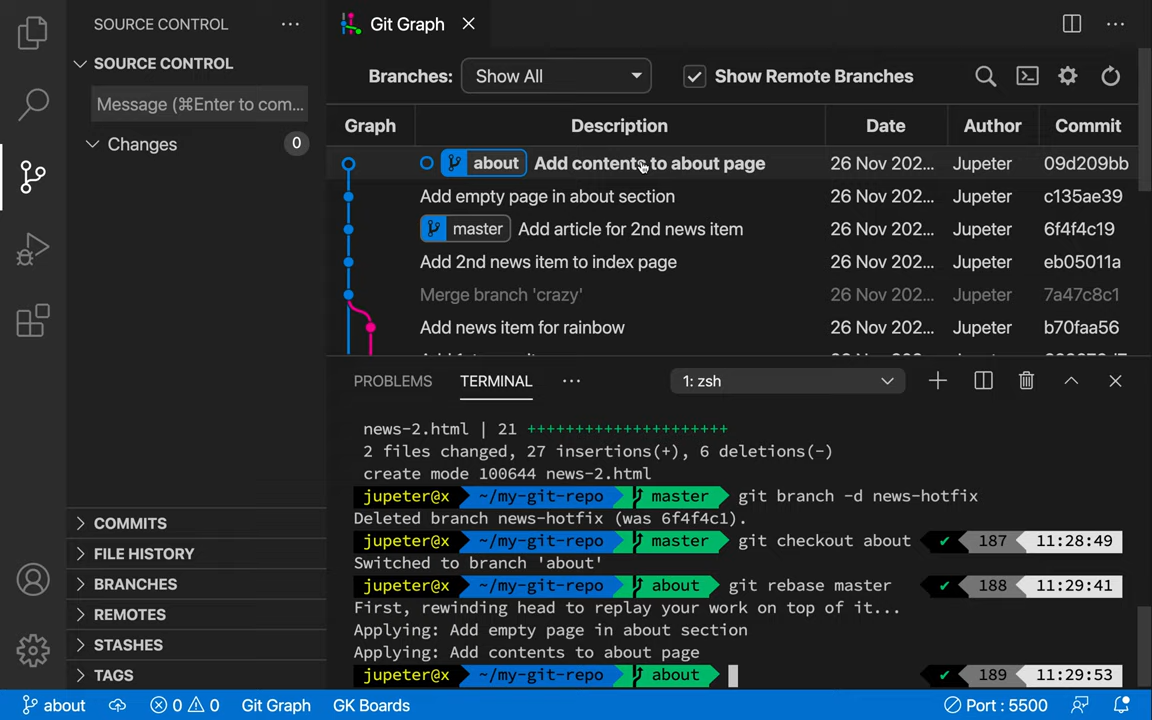 SOURCE CONTROL
Git Graph
SOURCE CONTROL
Message (⌘Enter to com...
Changes 0
Branches: Show All Show Remote Branches
Graph Description Date Author Commit
about Add contents to about page 26 Nov 202... Jupeter 09d209bb
Add empty page in about section 26 Nov 202... Jupeter c135ae39
master Add article for 2nd news item 26 Nov 202... Jupeter 6f4f4c19
Add 2nd news item to index page 26 Nov 202... Jupeter eb05011a
Merge branch 'crazy' 26 Nov 202... Jupeter 7a47c8c1
Add news item for rainbow 26 Nov 202... Jupeter b70faa56
PROBLEMS TERMINAL ... 1: zsh
news-2.html | 21 +++++++++++++++++++++
2 files changed, 27 insertions(+), 6 deletions(-)
create mode 100644 news-2.html
jupeter@x ~/my-git-repo master git branch -d news-hotfix
Deleted branch news-hotfix (was 6f4f4c1).
jupeter@x ~/my-git-repo master git checkout about ✔ 187 11:28:49
Switched to branch 'about'
jupeter@x ~/my-git-repo about git rebase master ✔ 188 11:29:41
First, rewinding head to replay your work on top of it...
Applying: Add empty page in about section
Applying: Add contents to about page
jupeter@x ~/my-git-repo about ✔ 189 11:29:53
COMMITS
FILE HISTORY
BRANCHES
REMOTES
STASHES
TAGS
about 0 0 Git Graph GK Boards Port : 5500